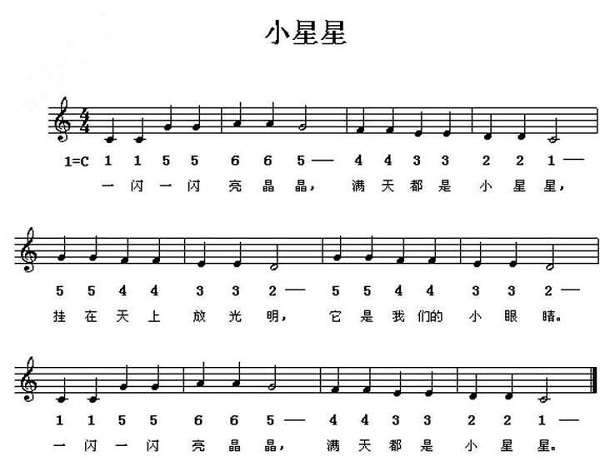 小星星
4
4
1=C 1 1 5 5 6 6 5 — 4 4 3 3 2 2 1 —
一闪一闪 亮晶晶， 满天都是 小星星，
5 5 4 4 3 3 2 — 5 5 4 4 3 3 2 —
挂在天上 放光明， 它是我们的 小眼睛。
1 1 5 5 6 6 5 — 4 4 3 3 2 2 1 —
一闪一闪 亮晶晶， 满天都是 小星星。